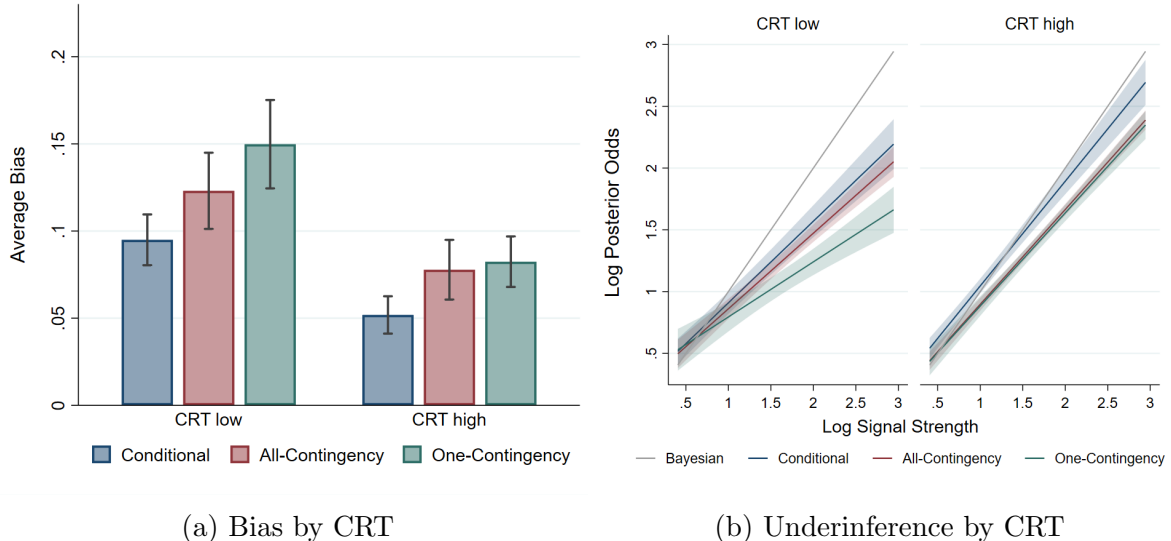 Average Bias
.2
.15
.1
.05
0
CRT low
CRT high
Conditional
All-Contingency
One-Contingency
(a) Bias by CRT
CRT low
CRT high
Log Posterior Odds
3
2.5
2
1.5
1
.5
.5 1 1.5 2 2.5 3
.5 1 1.5 2 2.5 3
Log Signal Strength
Bayesian
Conditional
All-Contingency
One-Contingency
(b) Underinference by CRT